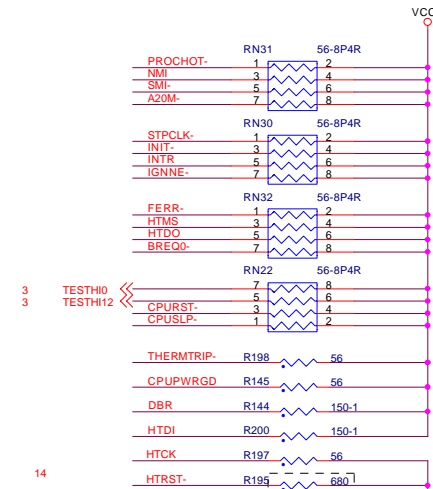 VCC
RN31 56-8P4R
PROCHOT- 1 2
NMI 3 4
SMI- 5 6
A20M- 7 8
RN30 56-8P4R
STPCLK- 1 2
INIT- 3 4
INTR 5 6
IGNNE- 7 8
RN32 56-8P4R
FERR- 1 2
HTMS 3 4
HTDO 5 6
BREQ0- 7 8
RN22 56-8P4R
3 TESTHI0 7 8
3 TESTHI12 5 6
CPURST- 3 4
CPUSLP- 1 2
THERMTRIP- R198 56
CPUPWRGD R145 56
DBR R144 150-1
HTDI R200 150-1
HTCK R197 56
14 HTRST- R195 680